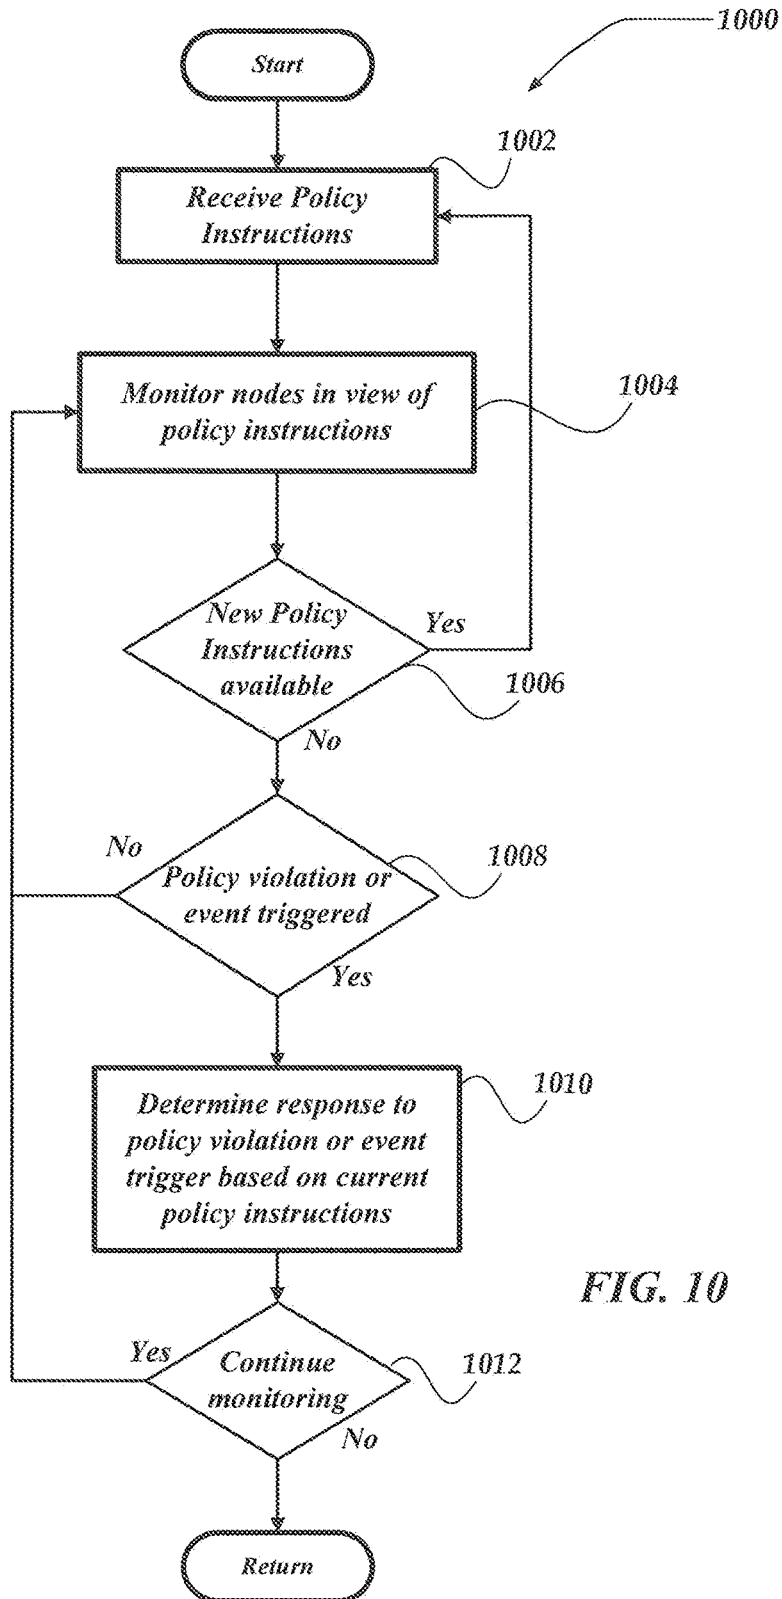 1000
Start
1002
Receive Policy
Instructions
1004
Monitor nodes in view of
policy instructions
New Policy
Instructions
available
Yes
1006
No
No
1008
Policy violation or
event triggered
Yes
1010
Determine response to
policy violation or event
trigger based on current
policy instructions
FIG. 10
Yes
1012
Continue
monitoring
No
Return